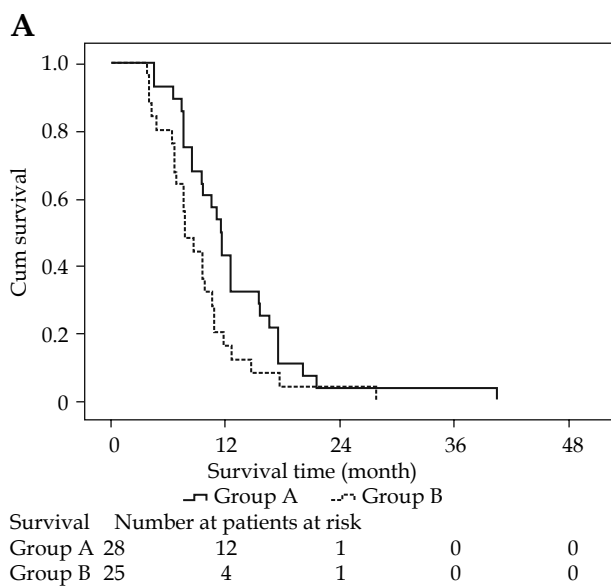 A
Cum survival
1.0
0.8
0.6
0.4
0.2
0
0 12 24 36 48
Survival time (month)
Group A Group B
Survival Number at patients at risk
Group A 28 12 1 0 0
Group B 25 4 1 0 0